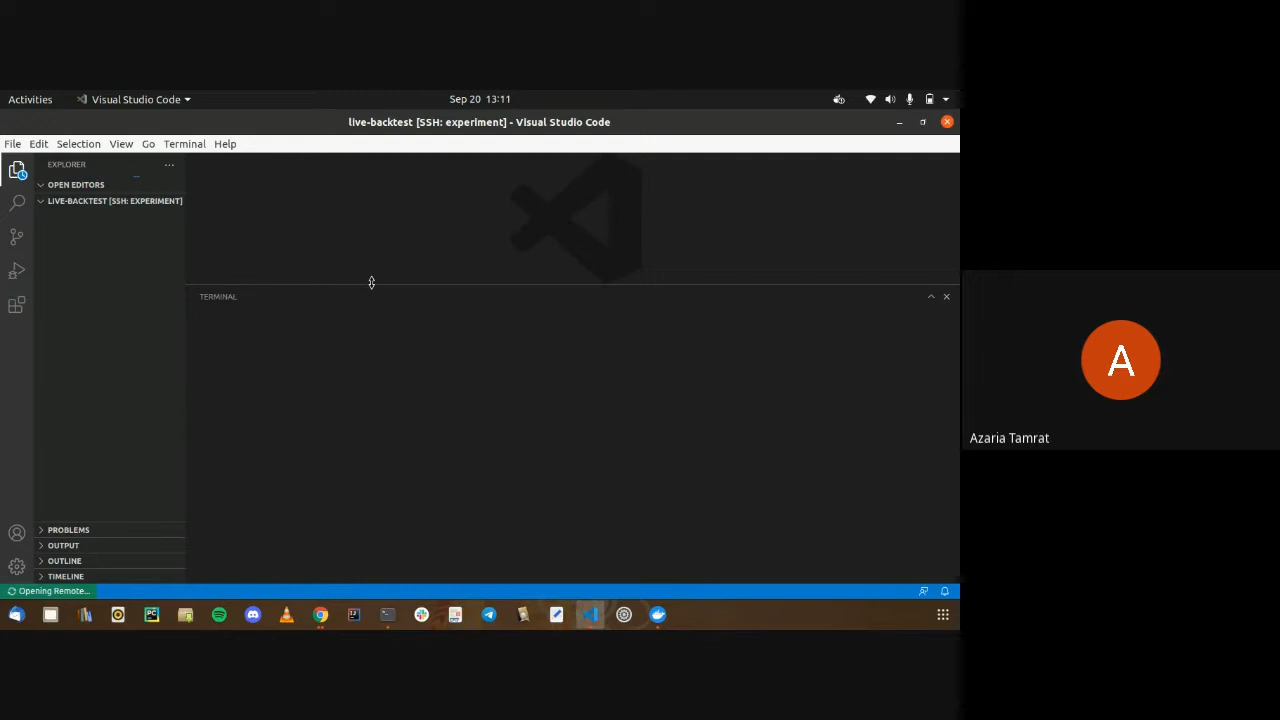 Activities
Visual Studio Code
Sep 20 13:11
live-backtest [SSH: experiment] - Visual Studio Code
File Edit Selection View Go Terminal Help
EXPLORER
OPEN EDITORS
LIVE-BACKTEST [SSH: EXPERIMENT]
TERMINAL
A
Azaria Tamrat
PROBLEMS
OUTPUT
OUTLINE
TIMELINE
Opening Remote...